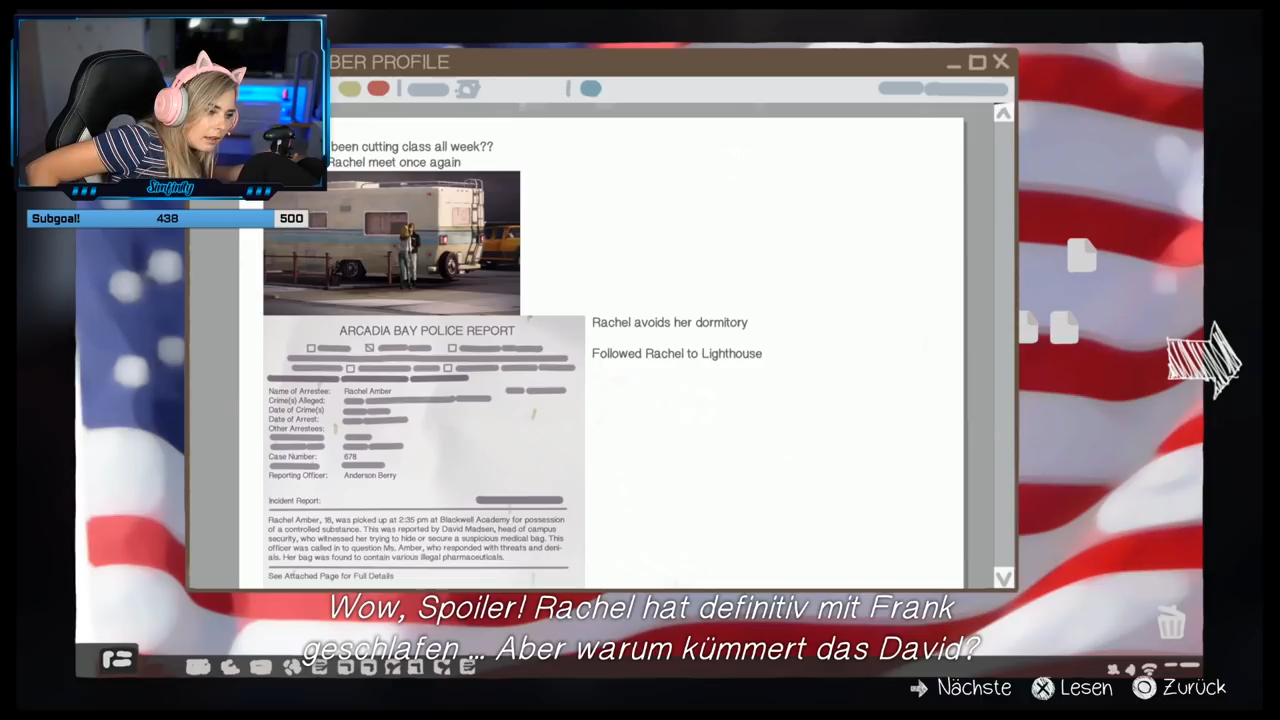 BER PROFILE
been cutting class all week??
Rachel meet once again
Simfinity
Subgoal! 438 500
ARCADIA BAY POLICE REPORT
Rachel avoids her dormitory
Followed Rachel to Lighthouse
Name of Arrestee: Rachel Amber
Crime(s) Alleged:
Date of Crime(s)
Date of Arrest:
Other Arrestees:
Case Number: 678
Reporting Officer: Anderson Berry
Incident Report:
Rachel Amber, 18, was picked up at 2:35 pm at Blackwell Academy for possession
of a controlled substance. This was reported by David Madsen, head of campus
security, who witnessed her trying to hide or secure a suspicious medical bag. This
officer was called in to question Ms. Amber, who responded with threats and deni-
als. Her bag was found to contain various illegal pharmaceuticals.
See Attached Page for Full Details
Wow, Spoiler! Rachel hat definitiv mit Frank
geschlafen ... Aber warum kümmert das David?
Nächste Lesen Zurück